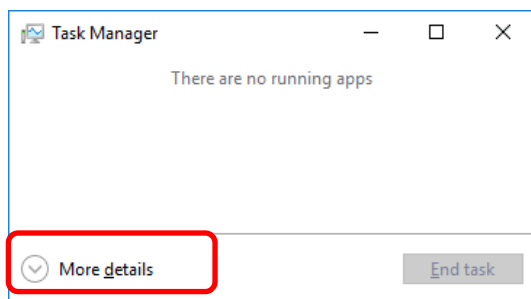 Task Manager
There are no running apps
More details
End task